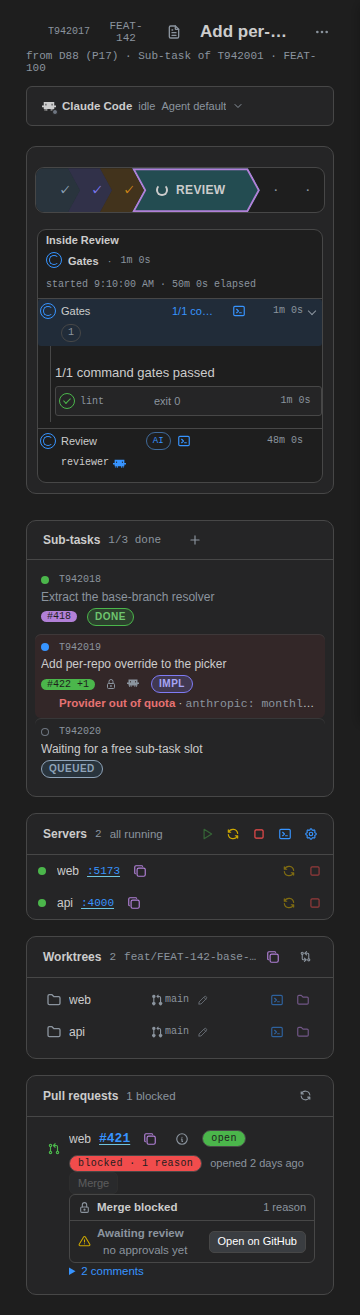 T942017 FEAT-142 Add per-…
from D88 (P17) · Sub-task of T942001 · FEAT-100
Claude Code idle Agent default
REVIEW
Inside Review
Gates · 1m 0s
started 9:10:00 AM · 50m 0s elapsed
Gates 1/1 co… 1m 0s
1
1/1 command gates passed
lint exit 0 1m 0s
Review AI 48m 0s
reviewer
Sub-tasks 1/3 done
T942018
Extract the base-branch resolver
#418 DONE
T942019
Add per-repo override to the picker
#422 +1 IMPL
Provider out of quota · anthropic: monthl…
T942020
Waiting for a free sub-task slot
QUEUED
Servers 2 all running
web :5173
api :4000
Worktrees 2 feat/FEAT-142-base-…
web main
api main
Pull requests 1 blocked
web #421 open
blocked · 1 reason opened 2 days ago
Merge
Merge blocked 1 reason
Awaiting review
no approvals yet
Open on GitHub
2 comments